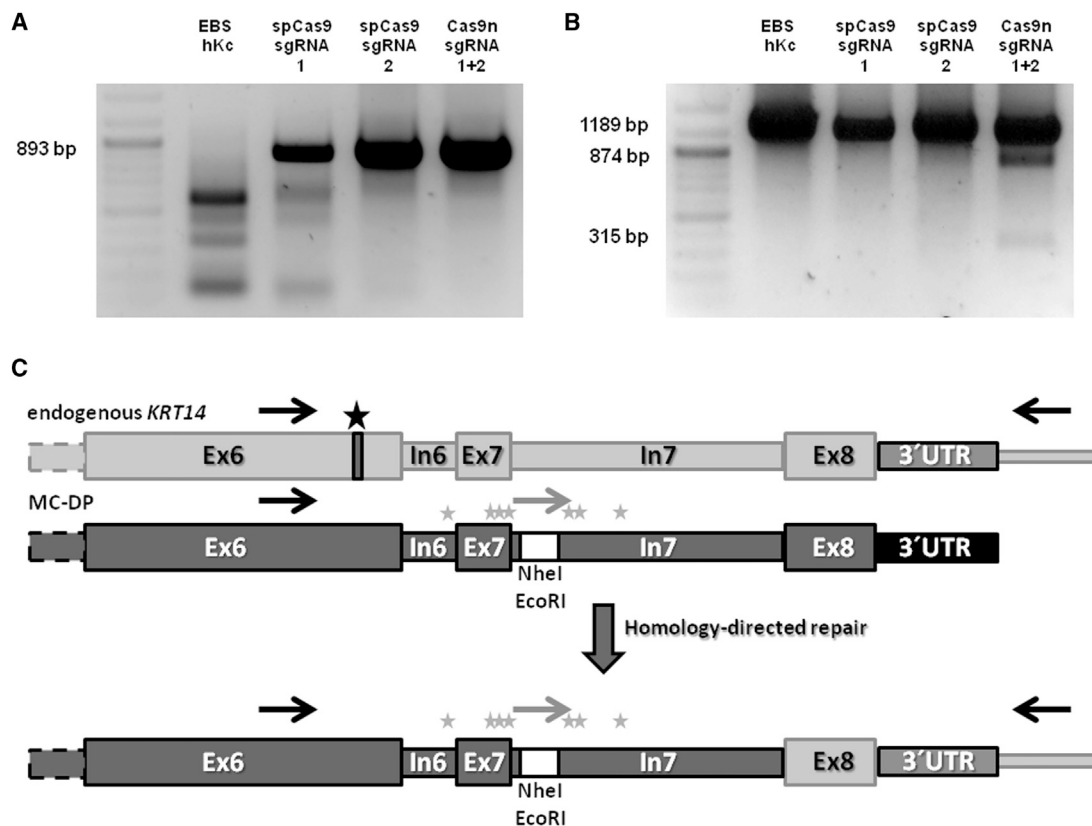 A
EBS
hKc
spCas9
sgRNA
1
spCas9
sgRNA
2
Cas9n
sgRNA
1+2
893 bp
B
EBS
hKc
spCas9
sgRNA
1
spCas9
sgRNA
2
Cas9n
sgRNA
1+2
1189 bp
874 bp
315 bp
C
endogenous KRT14
Ex6 In6 Ex7 In7 Ex8 3´UTR
MC-DP
Ex6 In6 Ex7 In7 Ex8 3´UTR
NheI
EcoRI
Homology-directed repair
Ex6 In6 Ex7 In7 Ex8 3´UTR
NheI
EcoRI